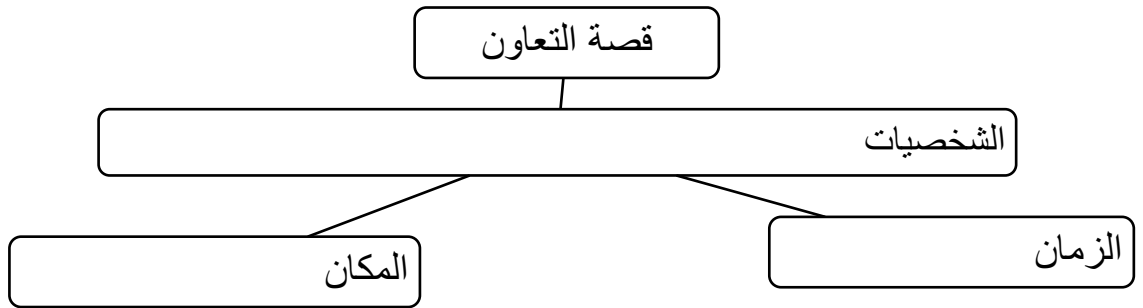 قصة التعاون
الشخصيات
الزمان
المكان